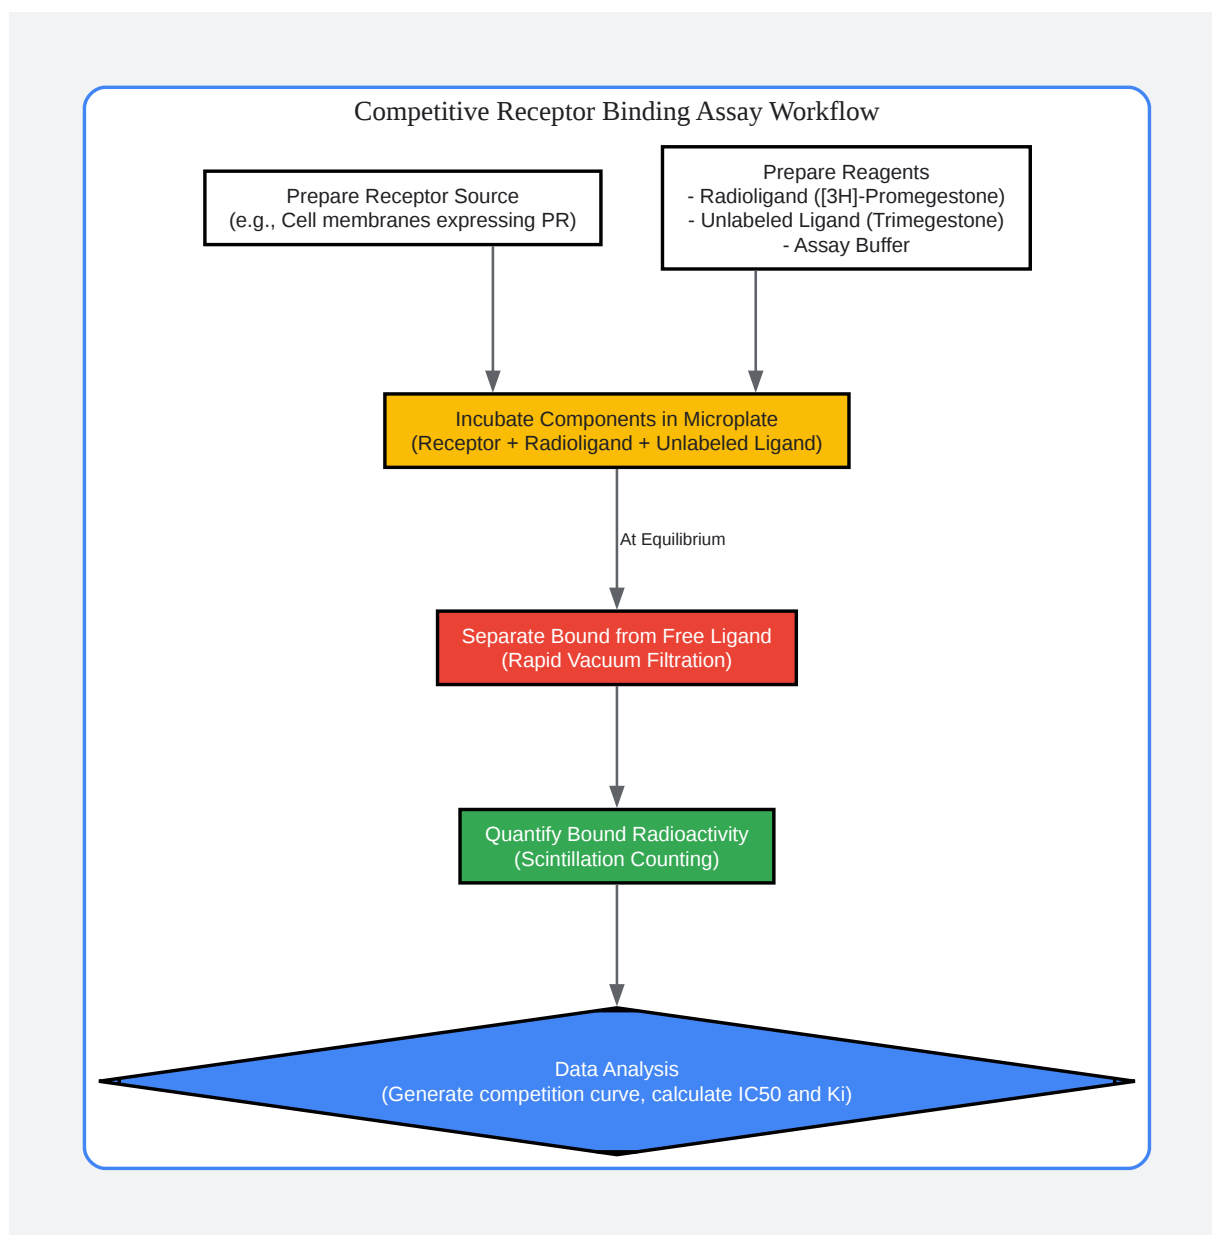 Competitive Receptor Binding Assay Workflow
Prepare Receptor Source
(e.g., Cell membranes expressing PR)
Prepare Reagents
- Radioligand ([3H]-Promegestone)
- Unlabeled Ligand (Trimegestone)
- Assay Buffer
Incubate Components in Microplate
(Receptor + Radioligand + Unlabeled Ligand)
At Equilibrium
Separate Bound from Free Ligand
(Rapid Vacuum Filtration)
Quantify Bound Radioactivity
(Scintillation Counting)
Data Analysis
(Generate competition curve, calculate IC50 and Ki)